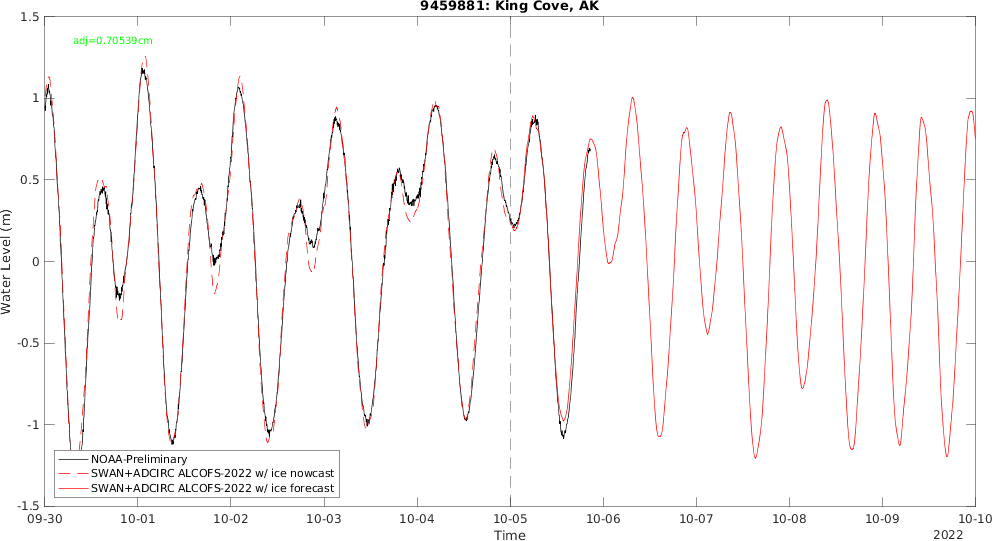 9459881: King Cove, AK
adj=0.70539cm
Water Level (m)
1.5
1
0.5
0
-0.5
-1
-1.5
NOAA-Preliminary
SWAN+ADCIRC ALCOFS-2022 w/ ice nowcast
SWAN+ADCIRC ALCOFS-2022 w/ ice forecast
09-30 10-01 10-02 10-03 10-04 10-05 10-06 10-07 10-08 10-09 10-10
Time
2022